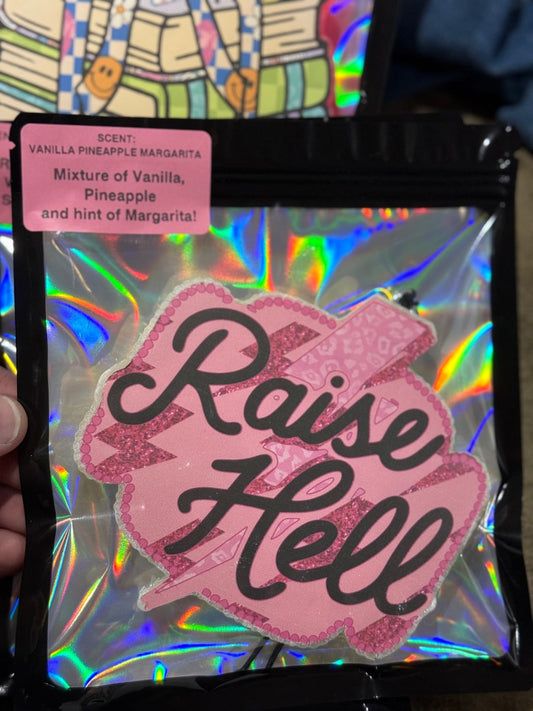 SCENT:
VANILLA PINEAPPLE MARGARITA
Mixture of Vanilla,
Pineapple
and hint of Margarita!
Raise
Hell